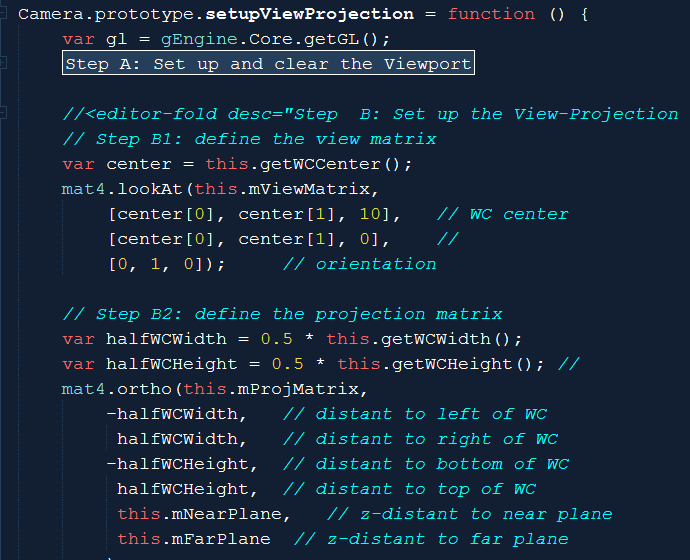 Camera.prototype.setupViewProjection = function () {
var gl = gEngine.Core.getGL();
Step A: Set up and clear the Viewport
//<editor-fold desc="Step  B: Set up the View-Projection
// Step B1: define the view matrix
var center = this.getWCCenter();
mat4.lookAt(this.mViewMatrix,
[center[0], center[1], 10],   // WC center
[center[0], center[1], 0],    //
[0, 1, 0]);     // orientation
// Step B2: define the projection matrix
var halfWCWidth = 0.5 * this.getWCWidth();
var halfWCHeight = 0.5 * this.getWCHeight(); //
mat4.ortho(this.mProjMatrix,
-halfWCWidth,   // distant to left of WC
halfWCWidth,   // distant to right of WC
-halfWCHeight,  // distant to bottom of WC
halfWCHeight,  // distant to top of WC
this.mNearPlane,   // z-distant to near plane
this.mFarPlane  // z-distant to far plane